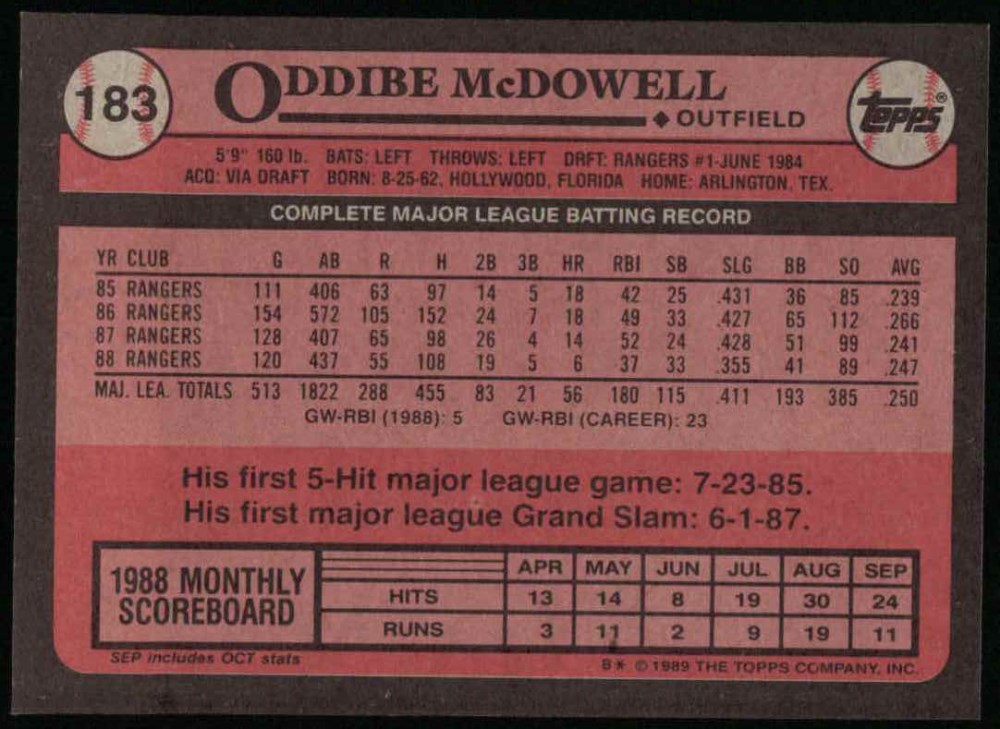 183
ODDIBE McDOWELL
◆ OUTFIELD
TOPPS®
5'9" 160 lb. BATS: LEFT THROWS: LEFT DRFT: RANGERS #1-JUNE 1984
ACQ: VIA DRAFT BORN: 8-25-62, HOLLYWOOD, FLORIDA HOME: ARLINGTON, TEX.
COMPLETE MAJOR LEAGUE BATTING RECORD
YR CLUB G AB R H 2B 3B HR RBI SB SLG BB SO AVG
85 RANGERS 111 406 63 97 14 5 18 42 25 .431 36 85 .239
86 RANGERS 154 572 105 152 24 7 18 49 33 .427 65 112 .266
87 RANGERS 128 407 65 98 26 4 14 52 24 .428 51 99 .241
88 RANGERS 120 437 55 108 19 5 6 37 33 .355 41 89 .247
MAJ. LEA. TOTALS 513 1822 288 455 83 21 56 180 115 .411 193 385 .250
GW-RBI (1988): 5 GW-RBI (CAREER): 23
His first 5-Hit major league game: 7-23-85.
His first major league Grand Slam: 6-1-87.
1988 MONTHLY
SCOREBOARD
APR MAY JUN JUL AUG SEP
HITS 13 14 8 19 30 24
RUNS 3 11 2 9 19 11
SEP includes OCT stats
B* © 1989 THE TOPPS COMPANY, INC.